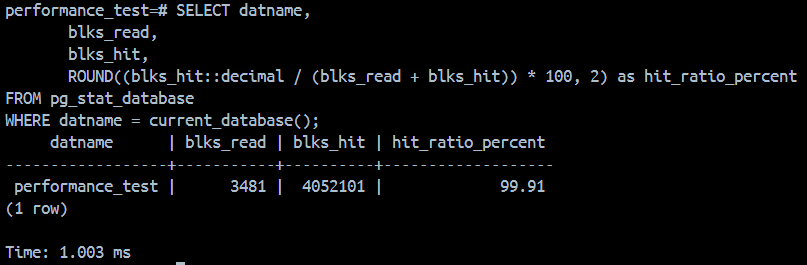 performance_test=# SELECT datname,
       blks_read,
       blks_hit,
       ROUND((blks_hit::decimal / (blks_read + blks_hit)) * 100, 2) as hit_ratio_percent
FROM pg_stat_database
WHERE datname = current_database();
     datname      | blks_read | blks_hit | hit_ratio_percent
------------------+-----------+----------+-------------------
 performance_test |      3481 |  4052101 |             99.91
(1 row)

Time: 1.003 ms